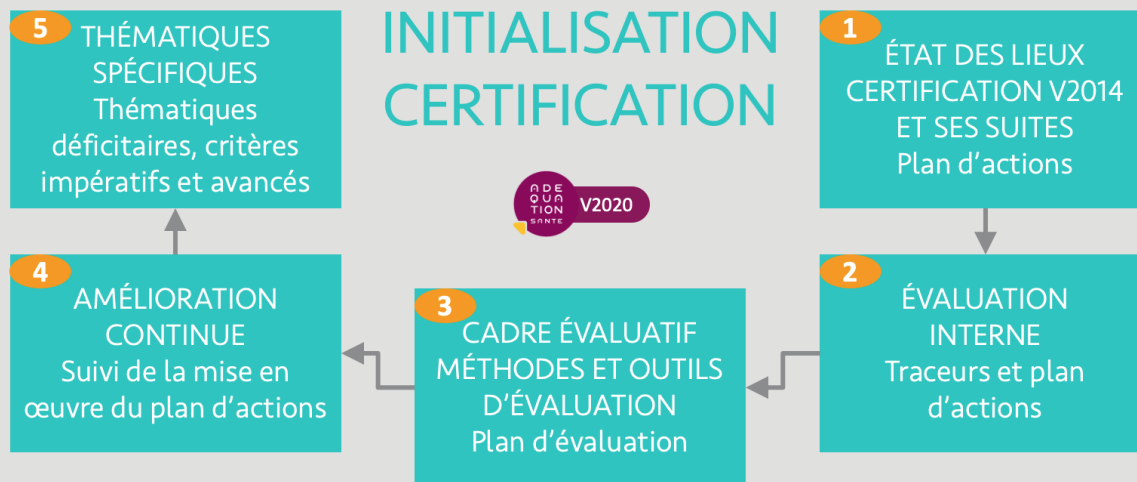 INITIALISATION
CERTIFICATION
ADE
QUA
TION
SANTE
V2020
1
ÉTAT DES LIEUX
CERTIFICATION V2014
ET SES SUITES
Plan d’actions
2
ÉVALUATION
INTERNE
Traceurs et plan
d’actions
3
CADRE ÉVALUATIF
MÉTHODES ET OUTILS
D’ÉVALUATION
Plan d’évaluation
4
AMÉLIORATION
CONTINUE
Suivi de la mise en
œuvre du plan d’actions
5
THÉMATIQUES
SPÉCIFIQUES
Thématiques
déficitaires, critères
impératifs et avancés